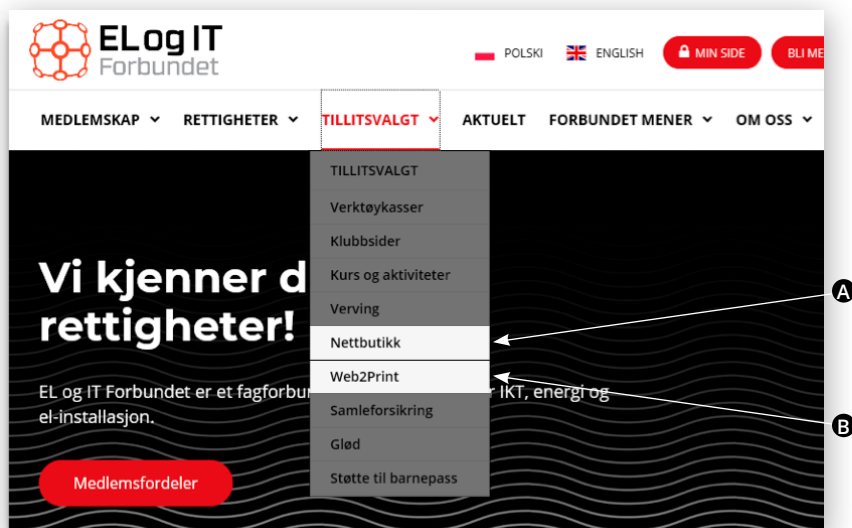 ELog IT
Forbundet
POLSKI
ENGLISH
MIN SIDE
BLI ME
MEDLEMSKAP
RETTIGHETER
TILLITSVALGT
AKTUELT
FORBUNDET MENER
OM OSS
TILLITSVALGT
Verktøykasser
Klubbsider
Kurs og aktiviteter
Verving
Nettbutikk
Web2Print
Samleforsikring
Glød
Støtte til barnepass
Vi kjenner d
rettigheter!
EL og IT Forbundet er et fagforbun r IKT, energi og
el-installasjon.
Medlemsfordeler
A
B